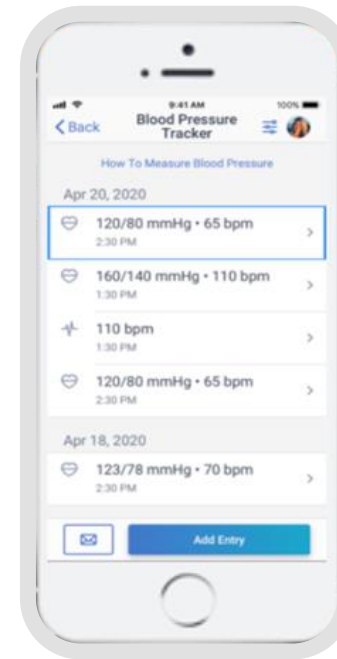 9:41 AM
100%
Back
Blood Pressure
Tracker
How To Measure Blood Pressure
Apr 20, 2020
120/80 mmHg • 65 bpm
2:30 PM
160/140 mmHg • 110 bpm
1:30 PM
110 bpm
1:30 PM
120/80 mmHg • 65 bpm
2:30 PM
Apr 18, 2020
123/78 mmHg • 70 bpm
2:30 PM
Add Entry